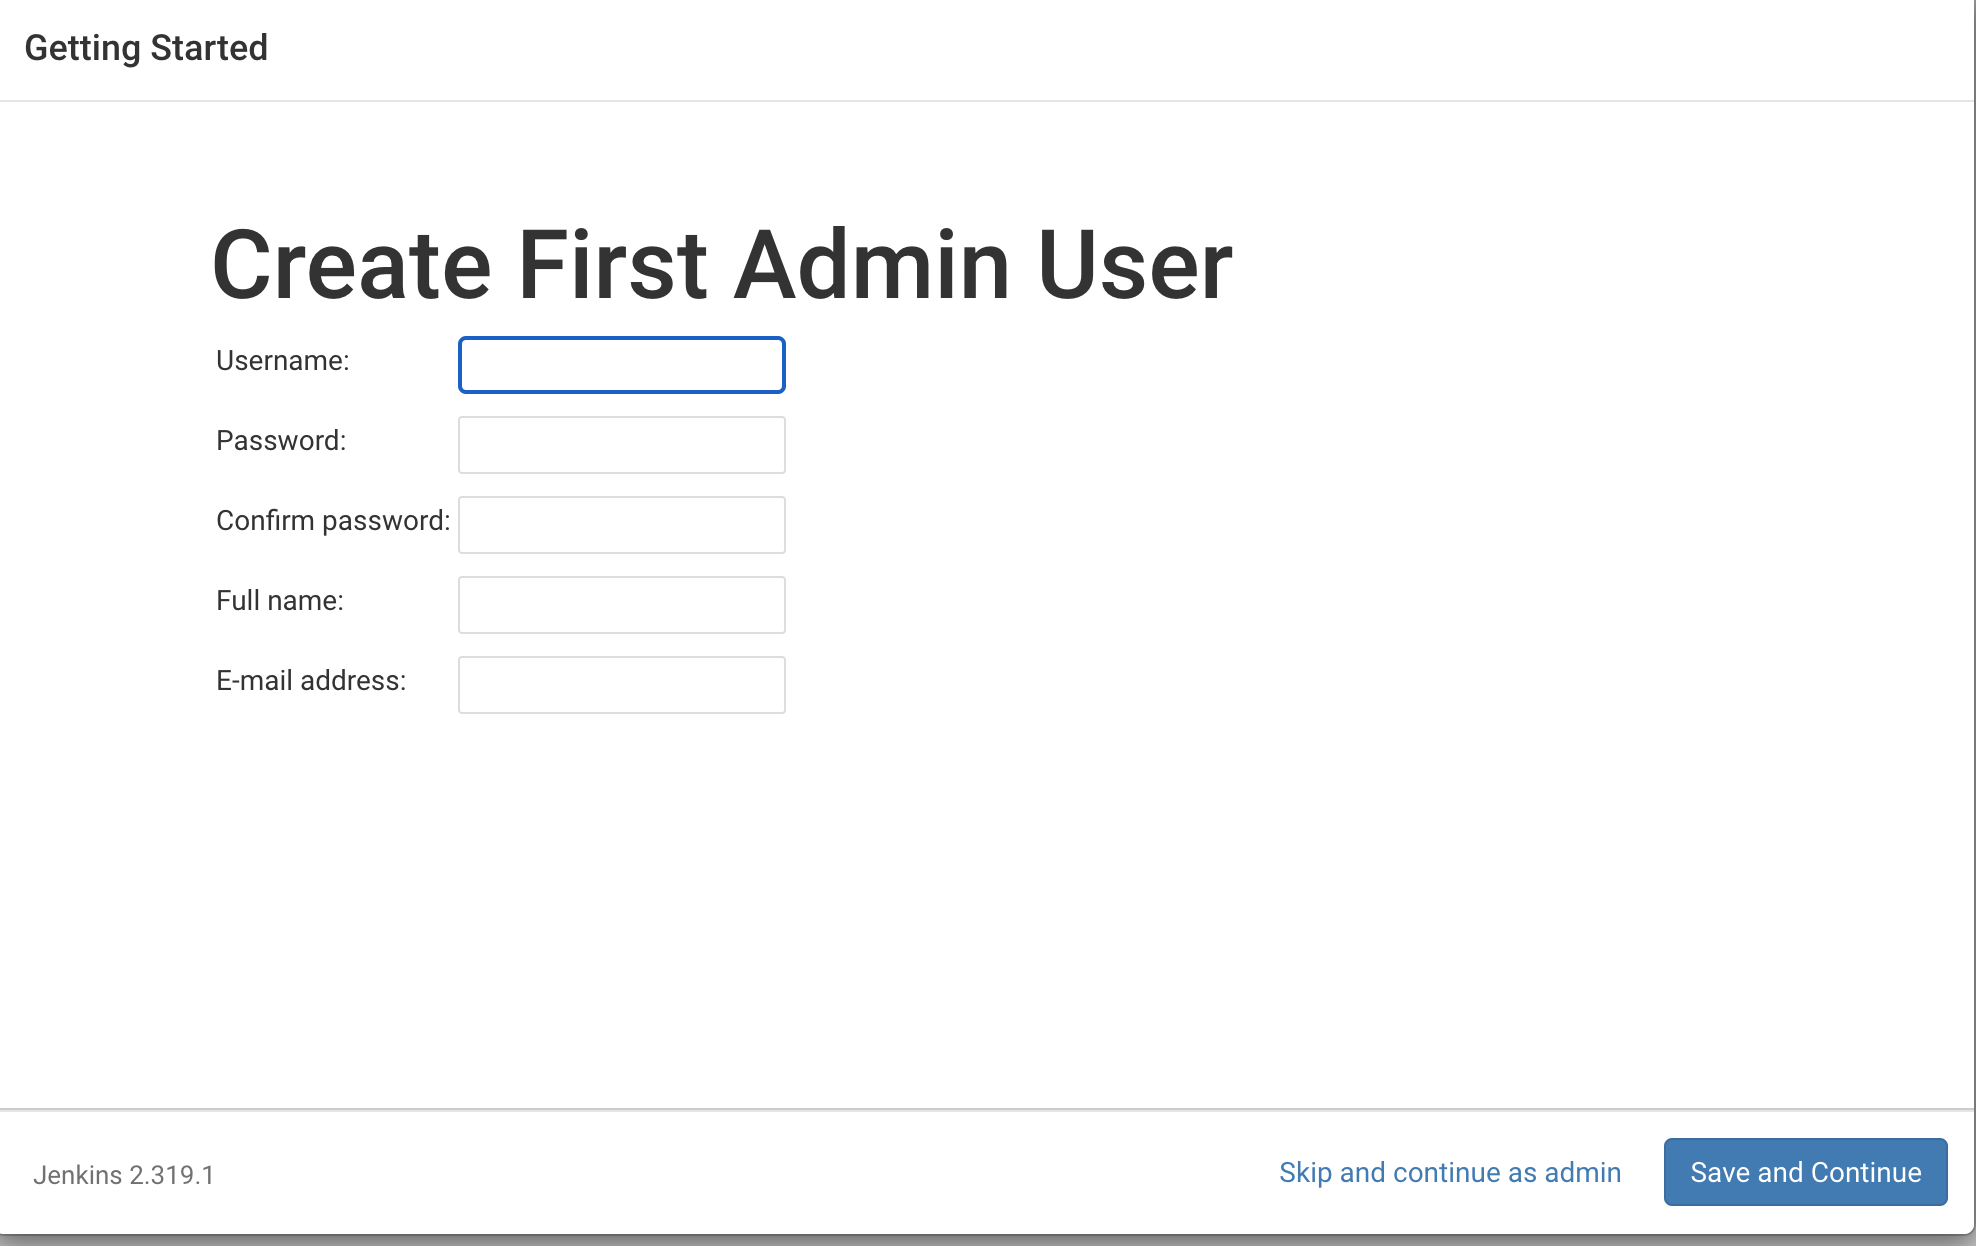 Getting Started
Create First Admin User
Username:
Password:
Confirm password:
Full name:
E-mail address:
Jenkins 2.319.1
Skip and continue as admin
Save and Continue